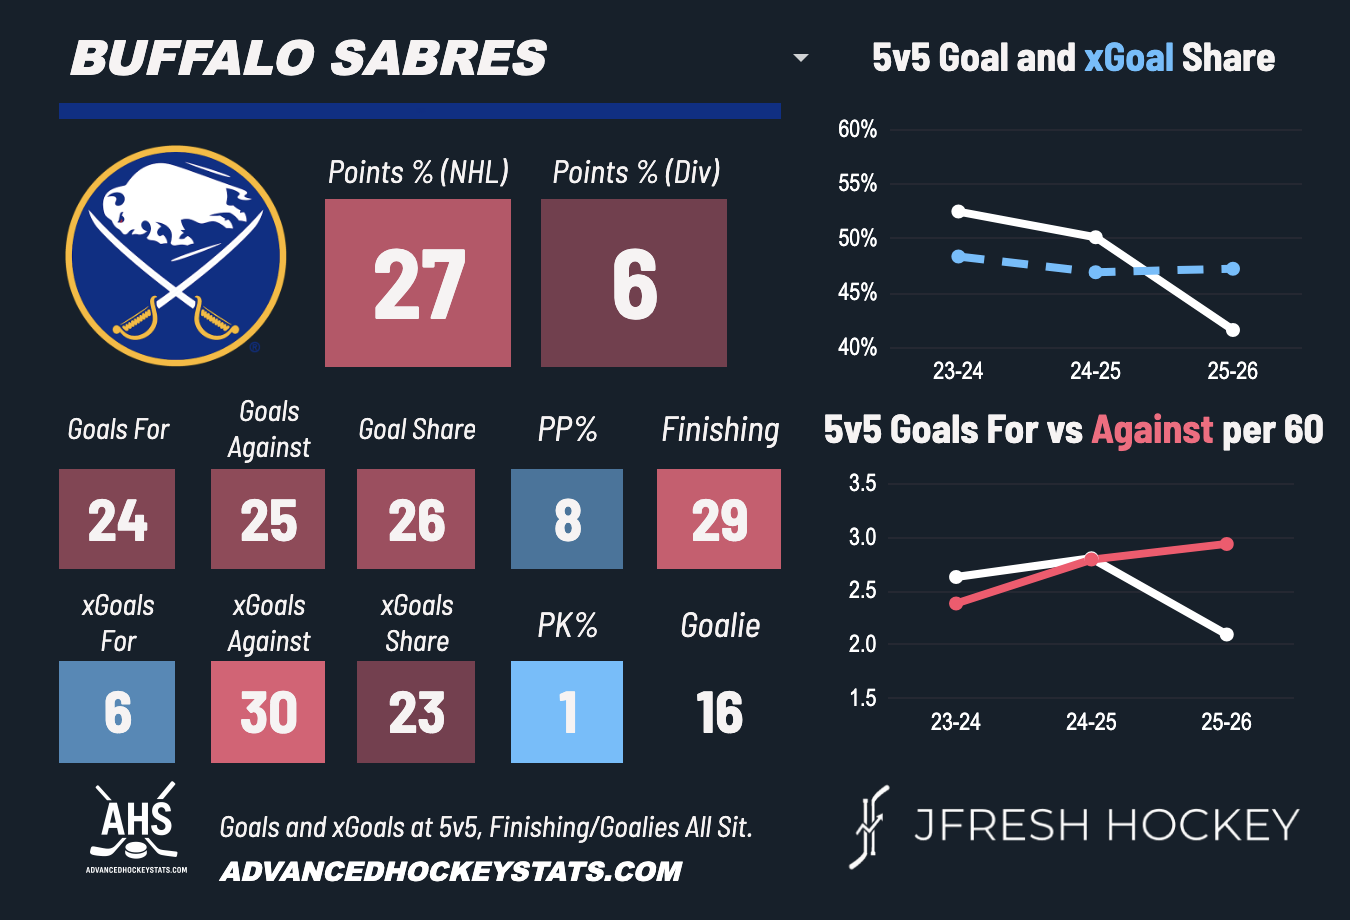 BUFFALO SABRES
Points % (NHL)
Points % (Div)
27
6
®
Goals For
Goals
Against
Goal Share
PP%
Finishing
24
25
26
8
29
xGoals
For
xGoals
Against
xGoals
Share
PK%
Goalie
6
30
23
1
16
AHS
ADVANCEDHOCKEYSTATS.COM
Goals and xGoals at 5v5, Finishing/Goalies All Sit.
ADVANCEDHOCKEYSTATS.COM
5v5 Goal and xGoal Share
60%
55%
50%
45%
40%
23-24
24-25
25-26
5v5 Goals For vs Against per 60
3.5
3.0
2.5
2.0
1.5
23-24
24-25
25-26
JFRESH HOCKEY